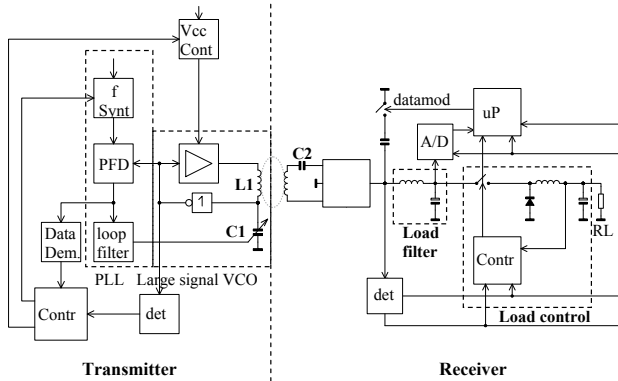 Vcc
Cont
f
Synt
PFD
Data
Dem.
loop
filter
Contr
det
PLL
Large signal VCO
1
L1
C1
Transmitter
C2
datamod
uP
A/D
Load
filter
Contr
RL
det
Load control
Receiver